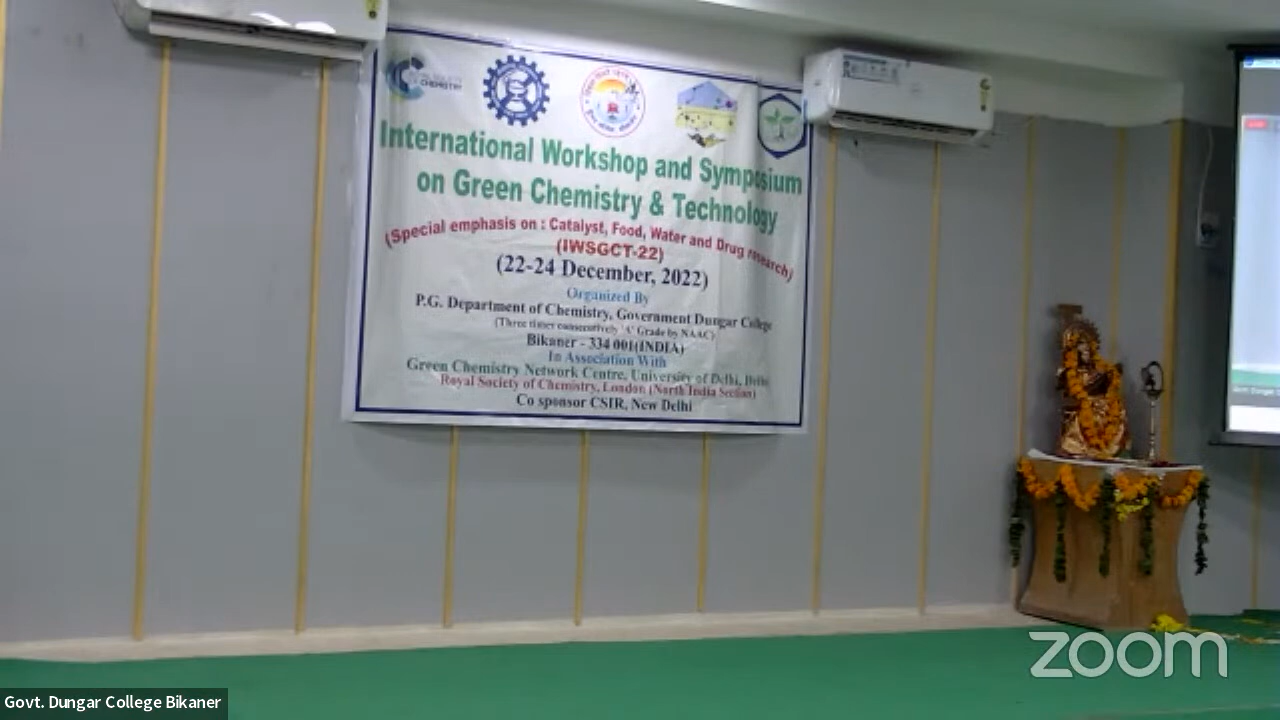 CHEMISTRY
International Workshop and Symposium
on Green Chemistry & Technology
(Special emphasis on : Catalyst, Food, Water and Drug research)
(IWSGCT-22)
(22-24 December, 2022)
Organized By
P.G. Department of Chemistry, Government Dungar College
(Three times consecutively 'A' Grade by NAAC)
Bikaner - 334 001(INDIA)
In Association With
Green Chemistry Network Centre, University of Delhi, Delhi
Royal Society of Chemistry, London (North India Section)
Co sponsor CSIR, New Delhi
zoom
Govt. Dungar College Bikaner